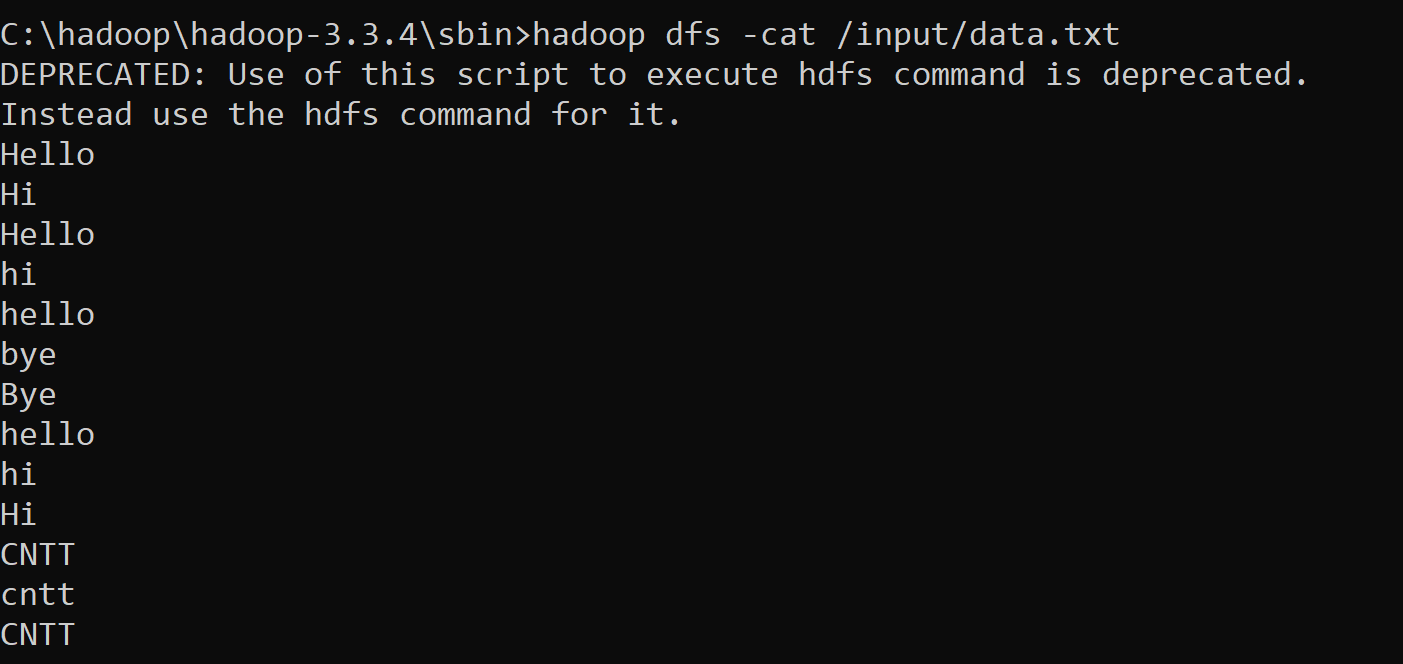 C:\hadoop\hadoop-3.3.4\sbin>hadoop dfs -cat /input/data.txt
DEPRECATED: Use of this script to execute hdfs command is deprecated.
Instead use the hdfs command for it.
Hello
Hi
Hello
hi
hello
bye
Bye
hello
hi
Hi
CNTT
cntt
CNTT